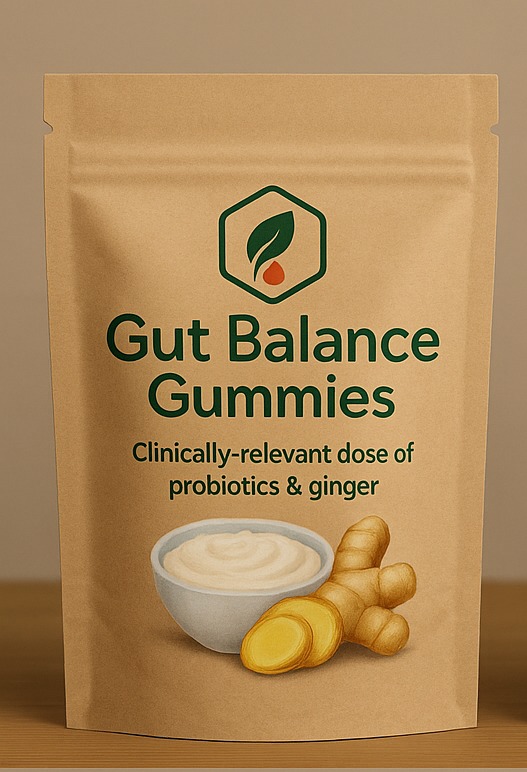 Gut Balance
Gummies
Clinically-relevant dose of
probiotics & ginger